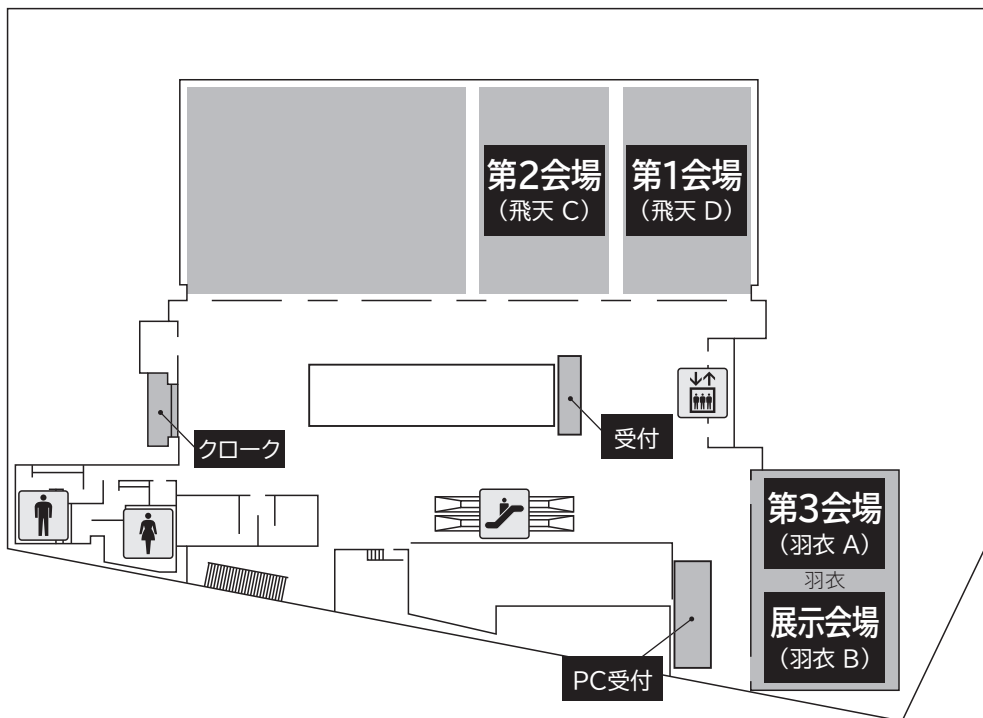 第2会場
（飛天 C）
第1会場
（飛天 D）
クローク
受付
第3会場
（羽衣 A）
羽衣
展示会場
（羽衣 B）
PC受付